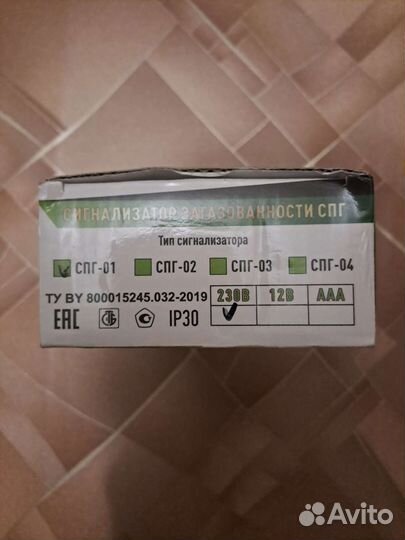 СИГНАЛИЗАТОР ЗАГАЗОВАННОСТИ СПГ
Тип сигнализатора
СПГ-01 СПГ-02 СПГ-03 СПГ-04
ТУ BY 800015245.032-2019 230В 12В ААА
ЕАС IP30
Avito